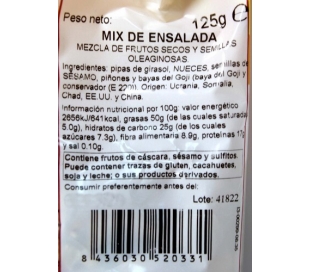 Peso neto: 125g e
MIX DE ENSALADA
MEZCLA DE FRUTOS SECOS Y SEMILLAS
OLEAGINOSAS
Ingredientes: pipas de girasol, NUECES, semillas de
SÉSAMO, piñones y bayas del Goji (baya del Goji y
conservador (E 220)). Origen: Ucrania, Somalia,
Chad, EE.UU. y China.
Información nutricional por 100g: valor energético
2656kJ/641kcal, grasas 50g (de las cuales saturadas
5.0g), hidratos de carbono 25g (de los cuales
azúcares 7.3g), fibra alimentaria 8.9g, proteínas 17g
y sal 0.10g.
Contiene frutos de cáscara, sésamo y sulfitos.
Puede contener trazas de gluten, cacahuetes,
soja y leche; o sus productos derivados.
Consumir preferentemente antes del:
Lote: 41822
8 436030 520331